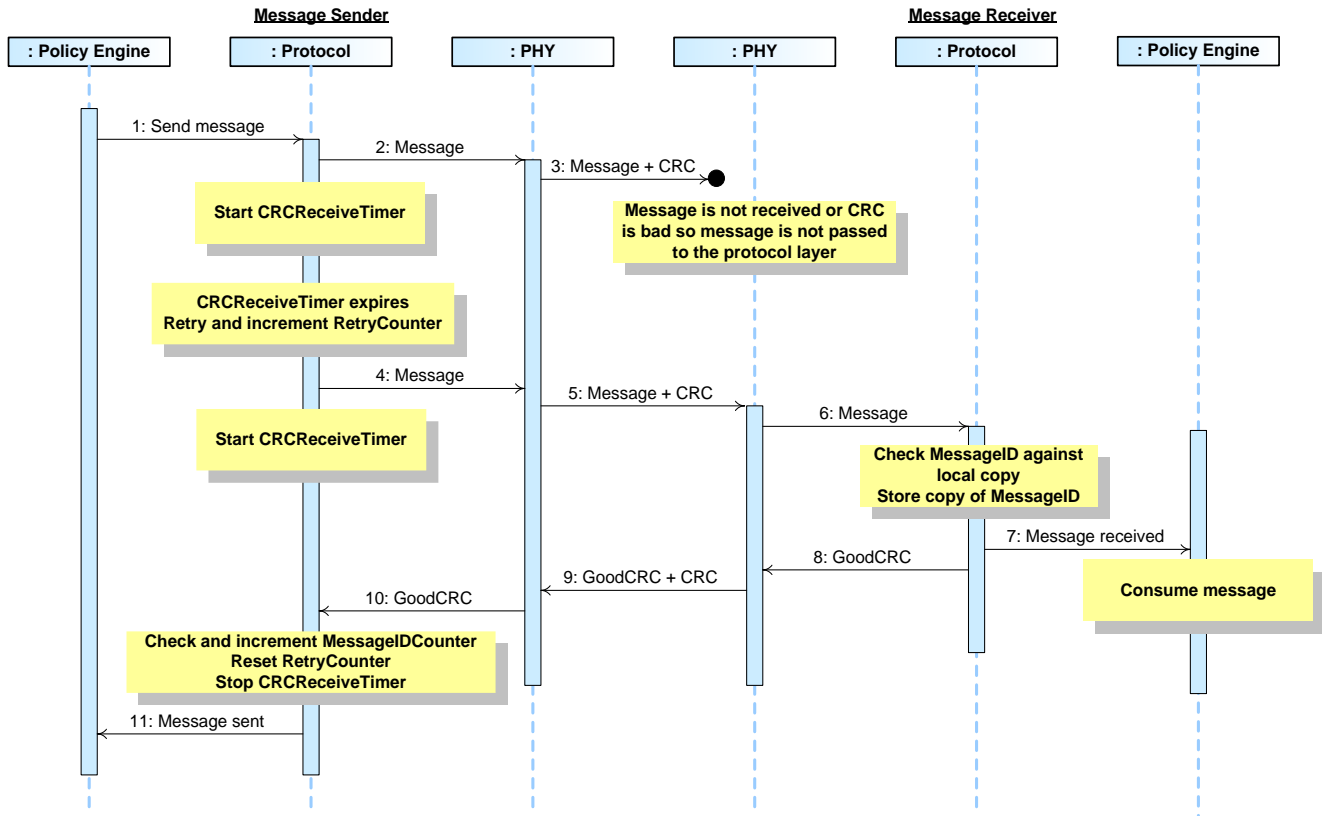 Message Sender
Message Receiver
: Policy Engine
: Protocol
: PHY
: PHY
: Protocol
: Policy Engine
1: Send message
2: Message
3: Message + CRC
Start CRCReceiveTimer
Message is not received or CRC
is bad so message is not passed
to the protocol layer
CRCReceiveTimer expires
Retry and increment RetryCounter
4: Message
5: Message + CRC
6: Message
Start CRCReceiveTimer
Check MessageID against
local copy
Store copy of MessageID
7: Message received
8: GoodCRC
9: GoodCRC + CRC
10: GoodCRC
Consume message
Check and increment MessageIDCounter
Reset RetryCounter
Stop CRCReceiveTimer
11: Message sent